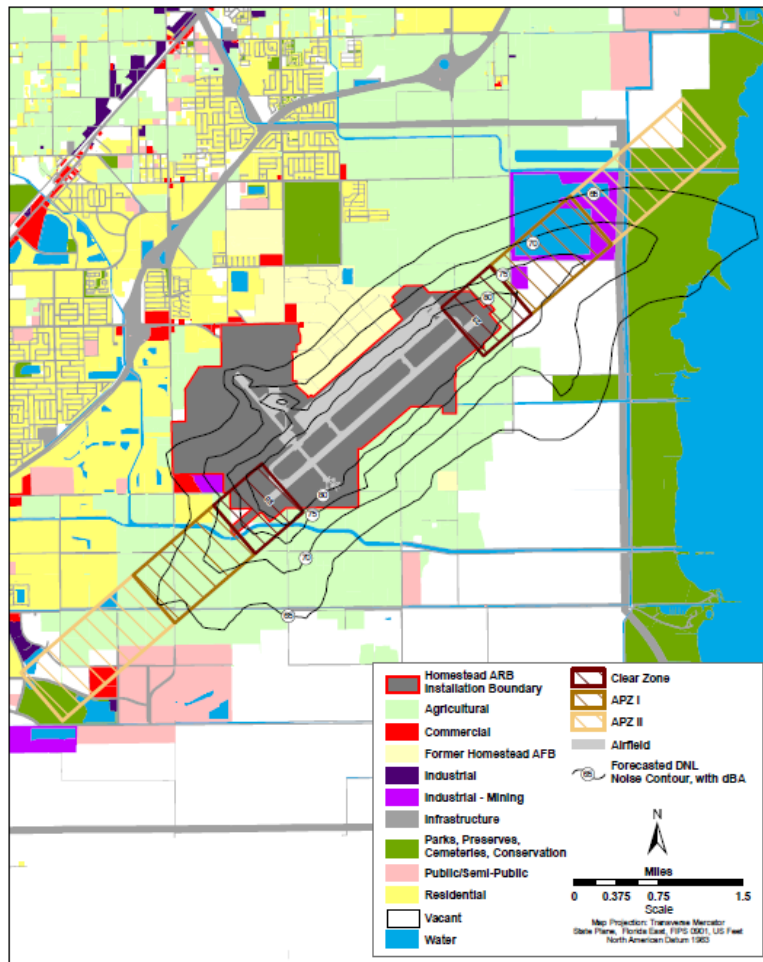 65
70
75
80
85
85
80
75
70
65
Homestead ARB
Installation Boundary
Agricultural
Commercial
Former Homestead AFB
Industrial
Industrial - Mining
Infrastructure
Parks, Preserves,
Cemeteries, Conservation
Public/Semi-Public
Residential
Vacant
Water
Clear Zone
APZ I
APZ II
Airfield
65
Forecasted DNL
Noise Contour, with dBA
N
Miles
0 0.375 0.75 1.5
Scale
Map Projection: Transverse Mercator
State Plane, Florida East, FIPS 0901, US Feet
North American Datum 1983